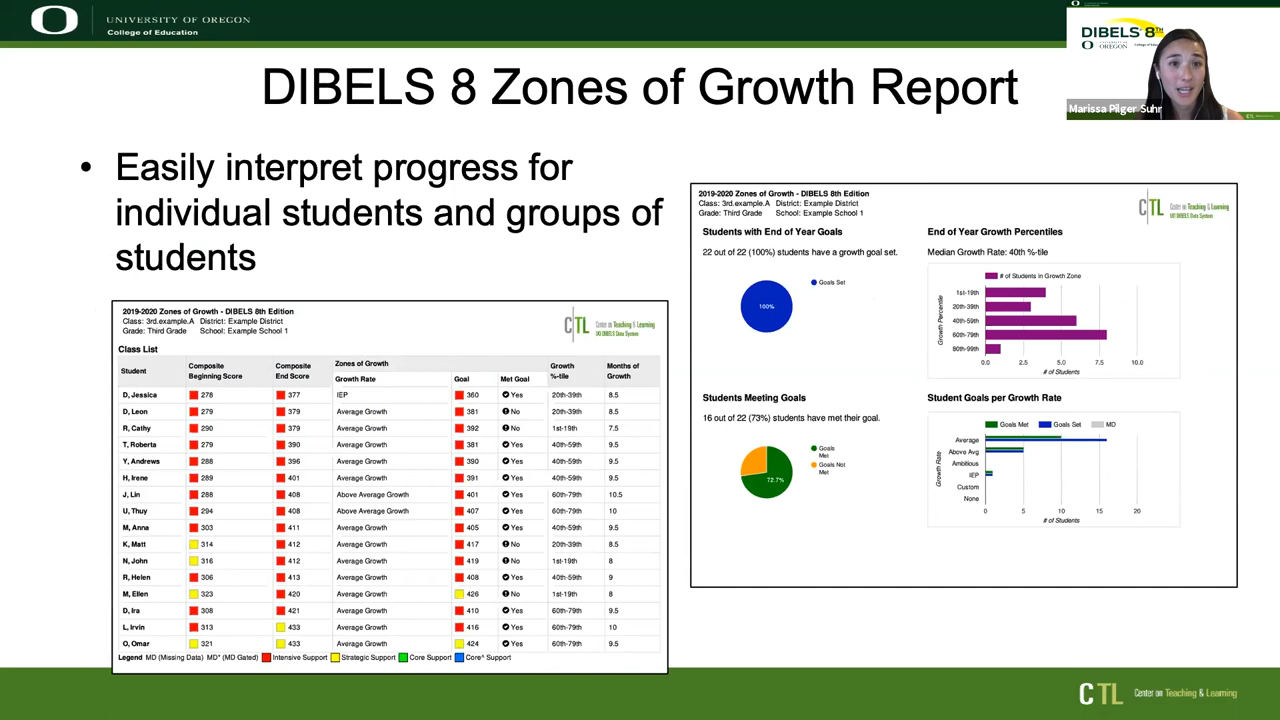 UNIVERSITY OF OREGON
College of Education
DIBELS 8 Zones of Growth Report
DIBELS 8TH
UNIVERSITY OF OREGON
Marissa Pilger Suhr
• Easily interpret progress for
individual students and groups of
students
2019-2020 Zones of Growth - DIBELS 8th Edition
Class: 3rd.example.A District: Example District
Grade: Third Grade School: Example School 1
CTL Center on Teaching & Learning
UO DIBELS Data System
Class List
Student Composite Beginning Score Composite End Score Zones of Growth Growth %-tile Months of Growth
Growth Rate Goal Met Goal
D, Jessica 278 377 IEP 360 Yes 20th-39th 8.5
D, Leon 279 379 Average Growth 381 No 20th-39th 8.5
R, Cathy 290 379 Average Growth 392 No 1st-19th 7.5
T, Roberta 279 390 Average Growth 381 Yes 40th-59th 9.5
Y, Andrews 288 396 Average Growth 390 Yes 40th-59th 9.5
H, Irene 289 401 Average Growth 391 Yes 40th-59th 9.5
J, Lin 288 408 Above Average Growth 401 Yes 60th-79th 10.5
U, Thuy 294 408 Above Average Growth 407 Yes 60th-79th 10
M, Anna 303 411 Average Growth 405 Yes 40th-59th 9.5
K, Matt 314 412 Average Growth 417 No 20th-39th 8.5
N, John 316 412 Average Growth 419 No 1st-19th 8
R, Helen 306 413 Average Growth 408 Yes 40th-59th 9
M, Ellen 323 420 Average Growth 426 No 1st-19th 8
D, Ira 308 421 Average Growth 410 Yes 60th-79th 9.5
L, Irvin 313 433 Average Growth 416 Yes 60th-79th 10
O, Omar 321 433 Average Growth 424 Yes 60th-79th 9.5
Legend MD (Missing Data) MD* (MD Gated) Intensive Support Strategic Support Core Support Core^ Support
2019-2020 Zones of Growth - DIBELS 8th Edition
Class: 3rd.example.A District: Example District
Grade: Third Grade School: Example School 1
CTL Center on Teaching & Learning
UO DIBELS Data System
Students with End of Year Goals
22 out of 22 (100%) students have a growth goal set.
100%
Goals Set
End of Year Growth Percentiles
Median Growth Rate: 40th %-tile
# of Students in Growth Zone
Growth Percentile
1st-19th
20th-39th
40th-59th
60th-79th
80th-99th
0.0 2.5 5.0 7.5 10.0
# of Students
Students Meeting Goals
16 out of 22 (73%) students have met their goal.
72.7%
Goals
Met
Goals Not
Met
Student Goals per Growth Rate
Goals Met Goals Set MD
Growth Rate
Average
Above Avg
Ambitious
IEP
Custom
None
0 5 10 15 20
# of Students
CTL Center on Teaching & Learning